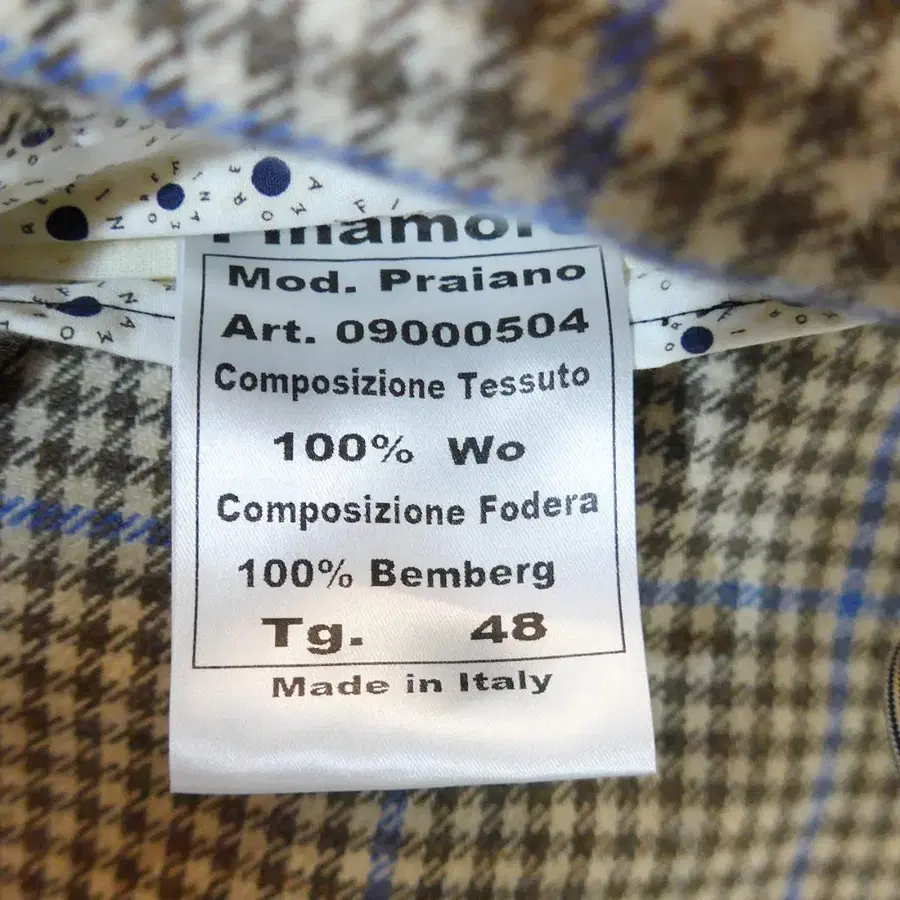 Mod. Praiano
Art. 09000504
Composizione Tessuto
100% Wo
Composizione Fodera
100% Bemberg
Tg. 48
Made in Italy